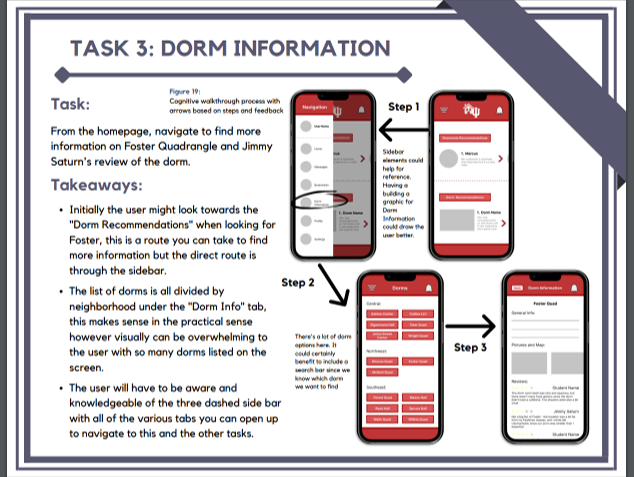 TASK 3: DORM INFORMATION
Task:
Figure 19:
Cognitive walkthrough process with
arrows based on steps and feedback
From the homepage, navigate to find more
information on Foster Quadrangle and Jimmy
Saturn's review of the dorm.
Takeaways:
• Initially the user might look towards the
"Dorm Recommendations" when looking for
Foster, this is a route you can take to find
more information but the direct route is
through the sidebar.
• The list of dorms is all divided by
neighborhood under the "Dorm Info" tab,
this makes sense in the practical sense
however visually can be overwhelming to
the user with so many dorms listed on the
screen.
• The user will have to be aware and
knowledgeable of the three dashed side bar
with all of the various tabs you can open up
to navigate to this and the other tasks.
Navigation
1. Dorm Name
Step 1
Sidebar
elements could
help for
reference.
Having a
building a
graphic for
Dorm
Information
could draw the
user better.
1. Marcus
Dorm Recommendations
1. Dorm Name
Step 2
There's a lot of dorm
options here. It
could certainly
benefit to include a
search bar since we
know which dorm
we want to find
Dorms
Central:
Northwest:
Southeast:
Step 3
Dorm Information
Foster Quad
General Info:
Pictures and Map:
Reviews:
Student Name
Jimmy Saturn
Student Name